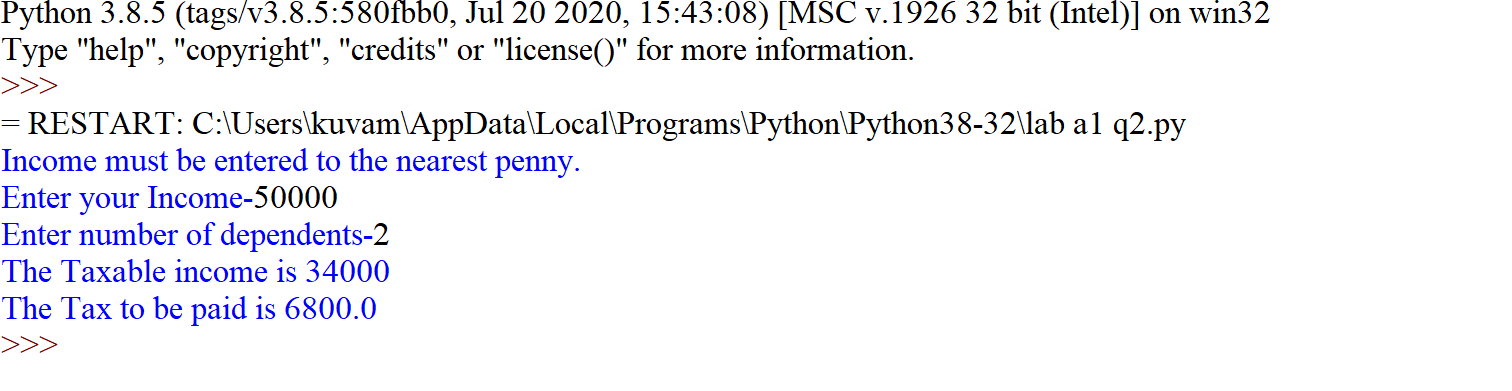 Python 3.8.5 (tags/v3.8.5:580fbb0, Jul 20 2020, 15:43:08) [MSC v.1926 32 bit (Intel)] on win32
Type "help", "copyright", "credits" or "license()" for more information.
>>>
= RESTART: C:\Users\kuvam\AppData\Local\Programs\Python\Python38-32\lab a1 q2.py
Income must be entered to the nearest penny.
Enter your Income-50000
Enter number of dependents-2
The Taxable income is 34000
The Tax to be paid is 6800.0
>>>